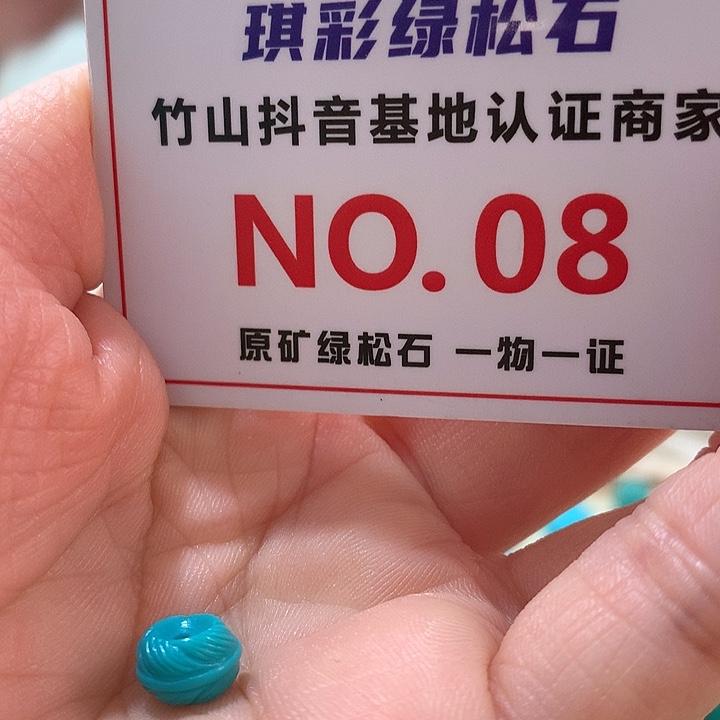 琪彩绿松石
竹山抖音基地认证商家
NO.08
原矿绿松石 一物一证